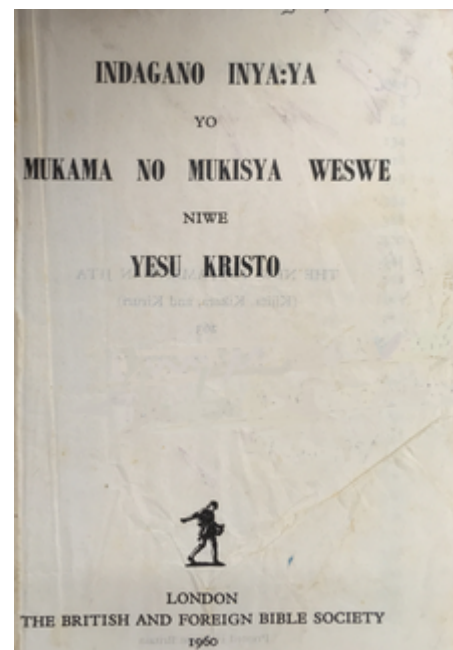 INDAGANO INYA:YA
YO
MUKAMA NO MUKISYA WESWE
NIWE
YESU KRISTO
LONDON
THE BRITISH AND FOREIGN BIBLE SOCIETY
1960